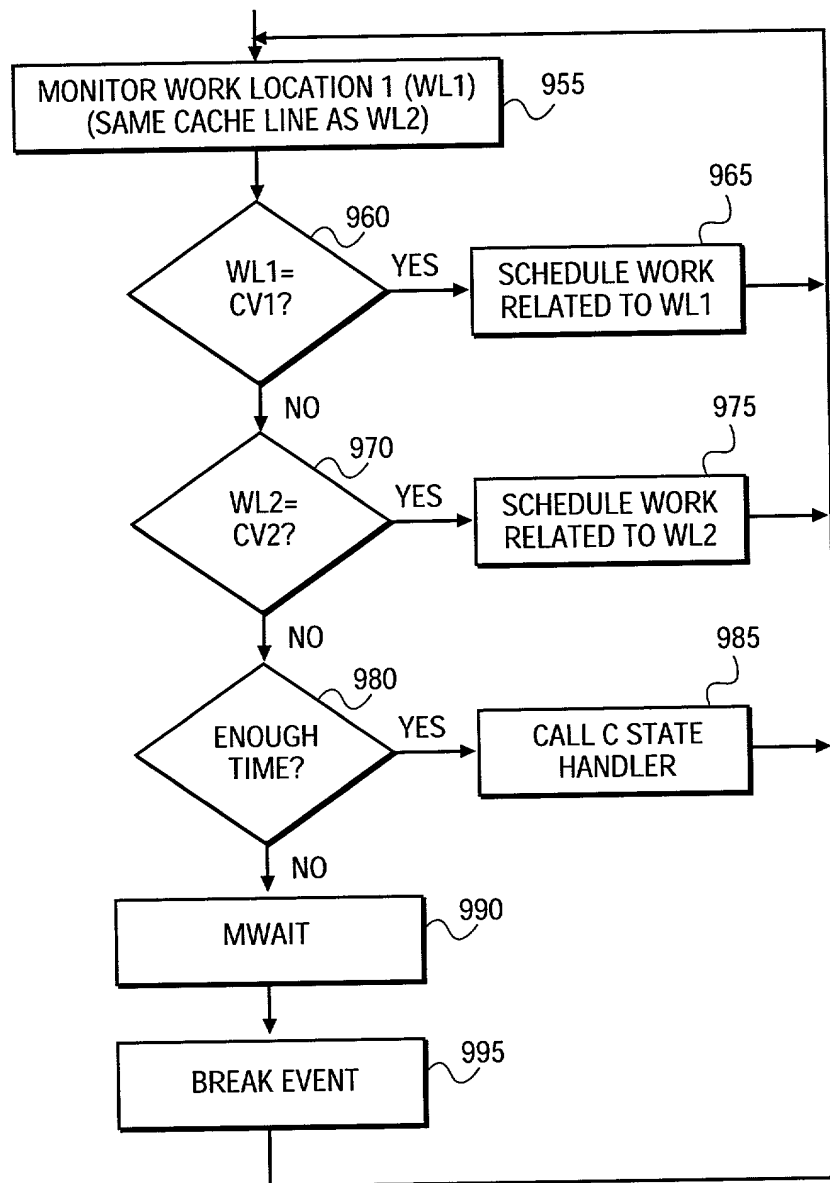 MONITOR WORK LOCATION 1 (WL1)
(SAME CACHE LINE AS WL2)
955
960
WL1=
CV1?
YES
965
SCHEDULE WORK
RELATED TO WL1
NO
970
WL2=
CV2?
YES
975
SCHEDULE WORK
RELATED TO WL2
NO
980
ENOUGH
TIME?
YES
985
CALL C STATE
HANDLER
NO
MWAIT
990
BREAK EVENT
995